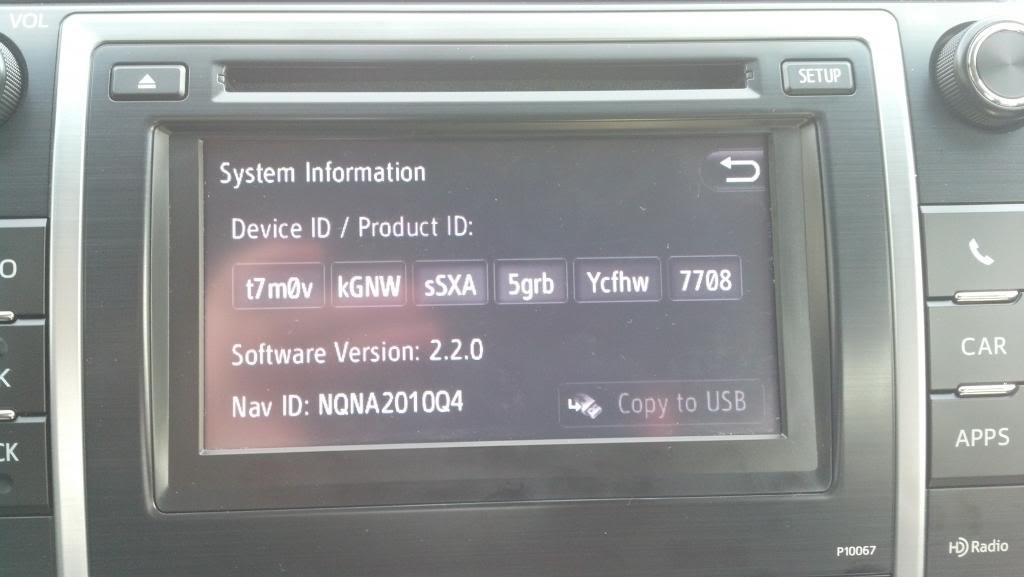 VOL
SETUP
System Information
Device ID / Product ID:
t7m0v kGNW sSXA 5grb Ycfhw 7708
Software Version: 2.2.0
Nav ID: NQNA2010Q4
Copy to USB
CAR
APPS
P10067
HD Radio